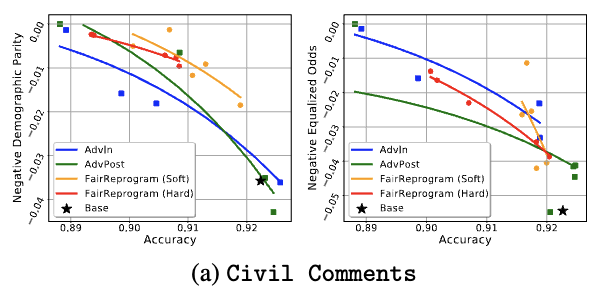 0.00
−0.01
−0.02
−0.03
−0.04
Negative Demographic Parity
AdvIn
AdvPost
FairReprogram (Soft)
FairReprogram (Hard)
Base
0.89 0.90 0.91 0.92
Accuracy
0.00
−0.01
−0.02
−0.03
−0.04
−0.05
Negative Equalized Odds
AdvIn
AdvPost
FairReprogram (Soft)
FairReprogram (Hard)
Base
0.89 0.90 0.91 0.92
Accuracy
(a) Civil Comments